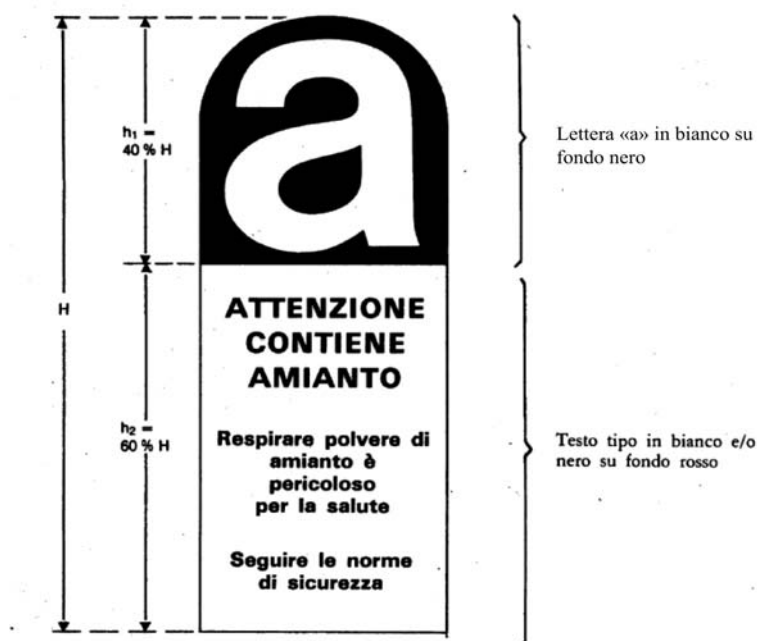 a
h₁ =
40 % H
Lettera «a» in bianco su
fondo nero
H
ATTENZIONE
CONTIENE
AMIANTO
h₂ =
60 % H
Respirare polvere di
amianto è
pericoloso
per la salute
Seguire le norme
di sicurezza
Testo tipo in bianco e/o
nero su fondo rosso